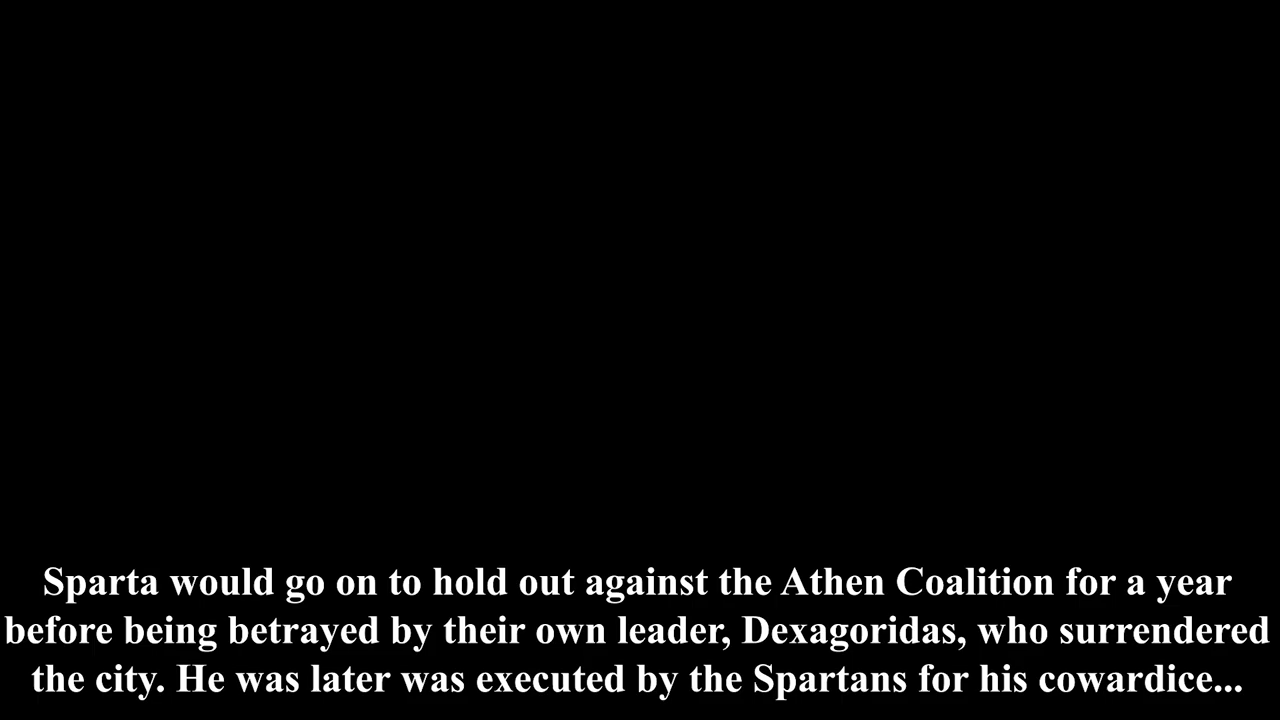 Sparta would go on to hold out against the Athen Coalition for a year
before being betrayed by their own leader, Dexagoridas, who surrendered
the city. He was later was executed by the Spartans for his cowardice...